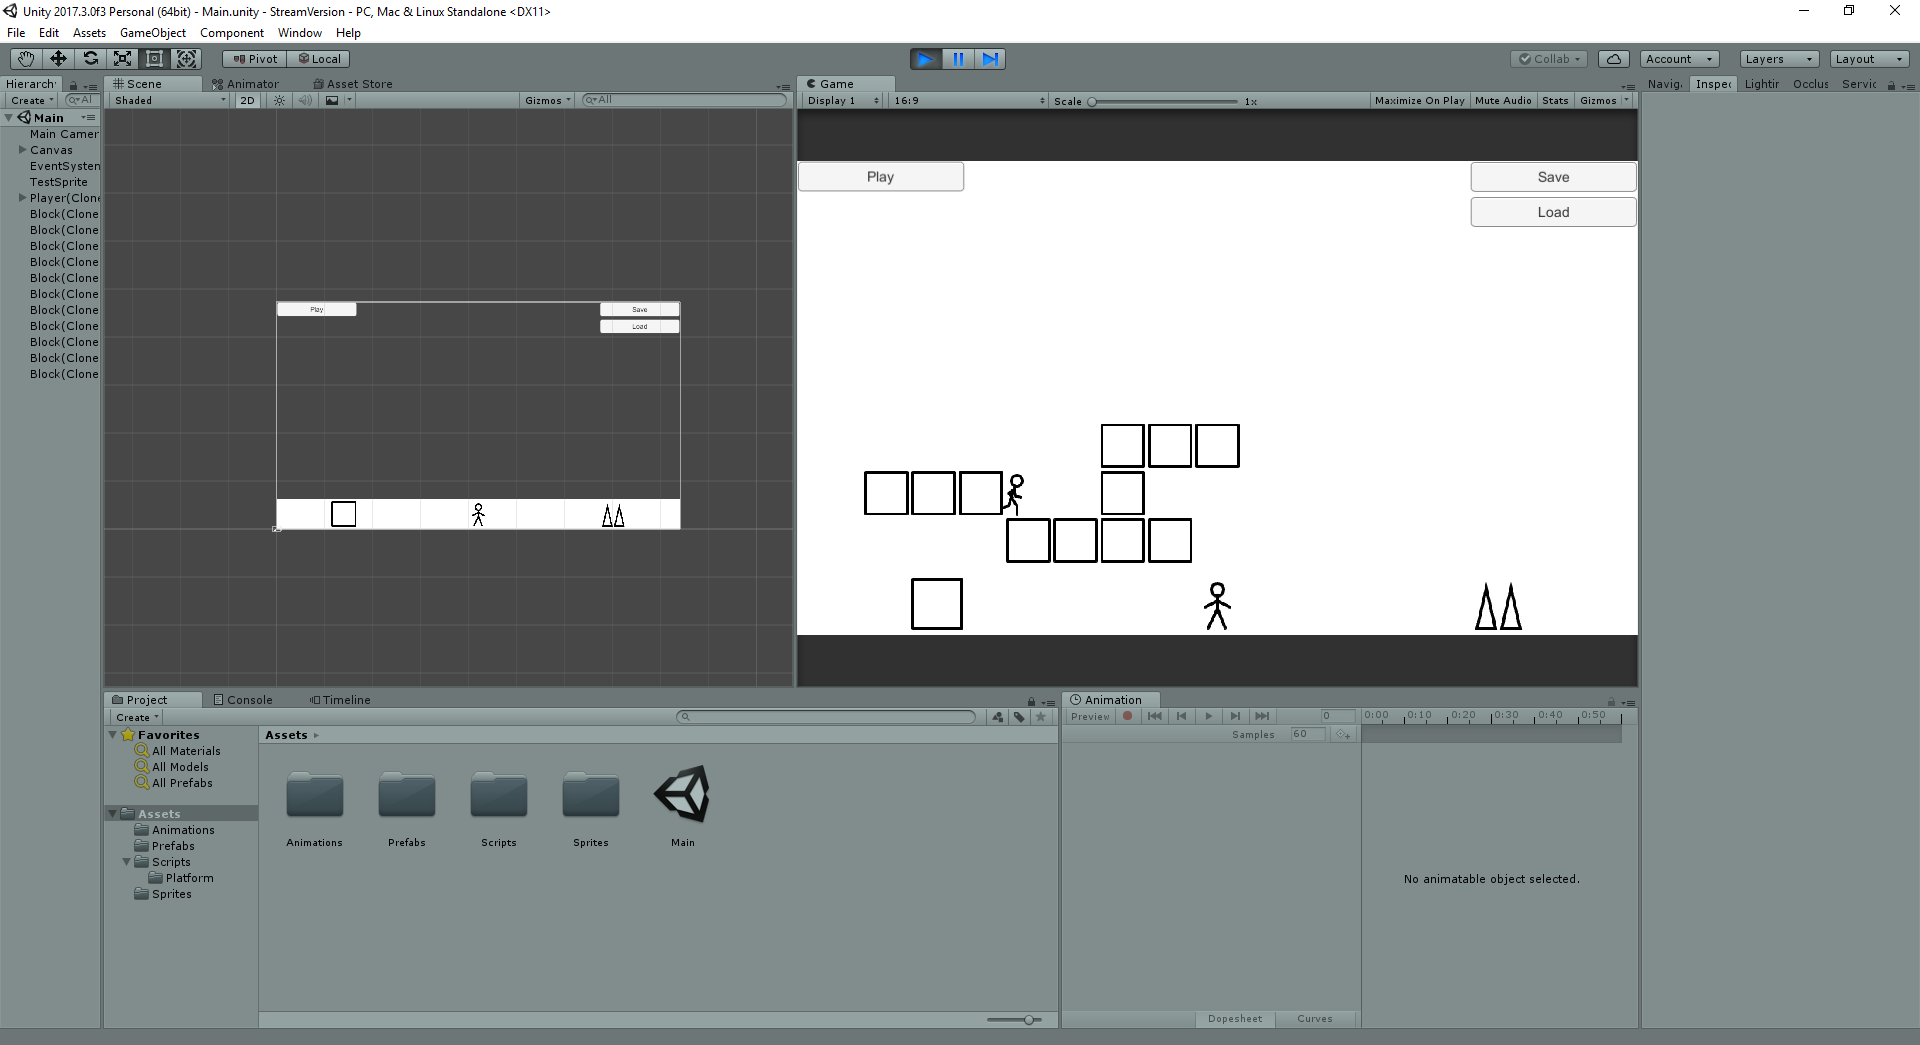 Unity 2017.3.0f3 Personal (64bit) - Main.unity - StreamVersion - PC, Mac & Linux Standalone <DX11>
File Edit Assets GameObject Component Window Help
Pivot Local Collab Account Layers Layout
Hierarch Scene Animator Asset Store Game Navig. Inspec Lightir Occlus Servic
Create All Shaded 2D Gizmos All Display 1 16:9 Scale 1x Maximize On Play Mute Audio Stats Gizmos
Main
Main Camer
Canvas
EventSysten
TestSprite
Player(Clone
Block(Clone
Block(Clone
Block(Clone
Block(Clone
Block(Clone
Block(Clone
Block(Clone
Block(Clone
Block(Clone
Block(Clone
Block(Clone
Play Save
Load
Play Save
Load
Project Console Timeline
Create
Favorites
All Materials
All Models
All Prefabs
Assets
Animations
Prefabs
Scripts
Platform
Sprites
Assets
Animations Prefabs Scripts Sprites Main
Animation
Preview 0 0:00 0:10 0:20 0:30 0:40 0:50
Samples 60
No animatable object selected.
Dopesheet Curves